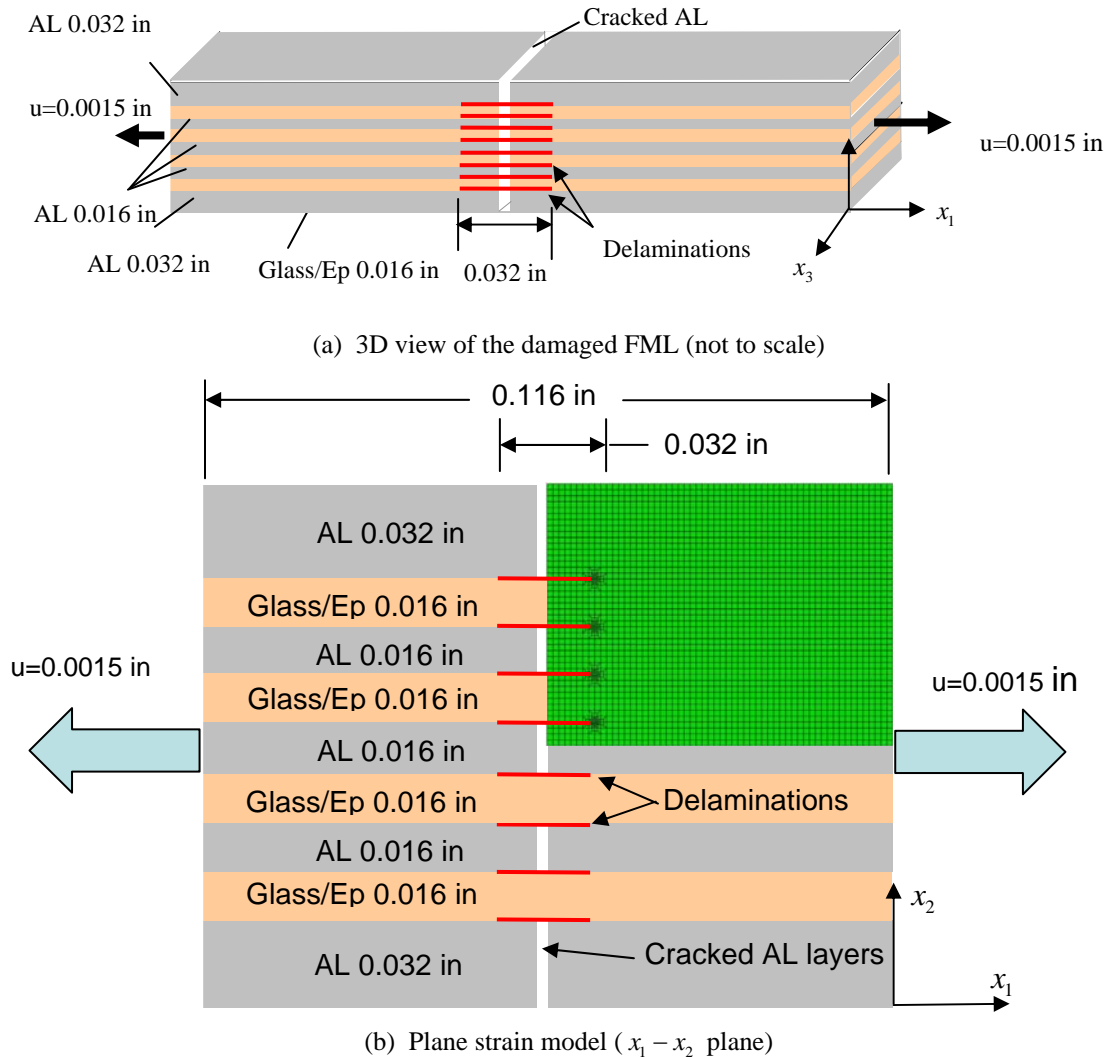 Cracked AL
AL 0.032 in
u=0.0015 in
u=0.0015 in
AL 0.016 in
AL 0.032 in
Glass/Ep 0.016 in
0.032 in
Delaminations
x₁
x₃
(a) 3D view of the damaged FML (not to scale)
0.116 in
0.032 in
AL 0.032 in
Glass/Ep 0.016 in
AL 0.016 in
Glass/Ep 0.016 in
u=0.0015 in
u=0.0015 in
AL 0.016 in
Glass/Ep 0.016 in
Delaminations
AL 0.016 in
Glass/Ep 0.016 in
x₂
AL 0.032 in
Cracked AL layers
x₁
(b) Plane strain model ( x₁ − x₂ plane)